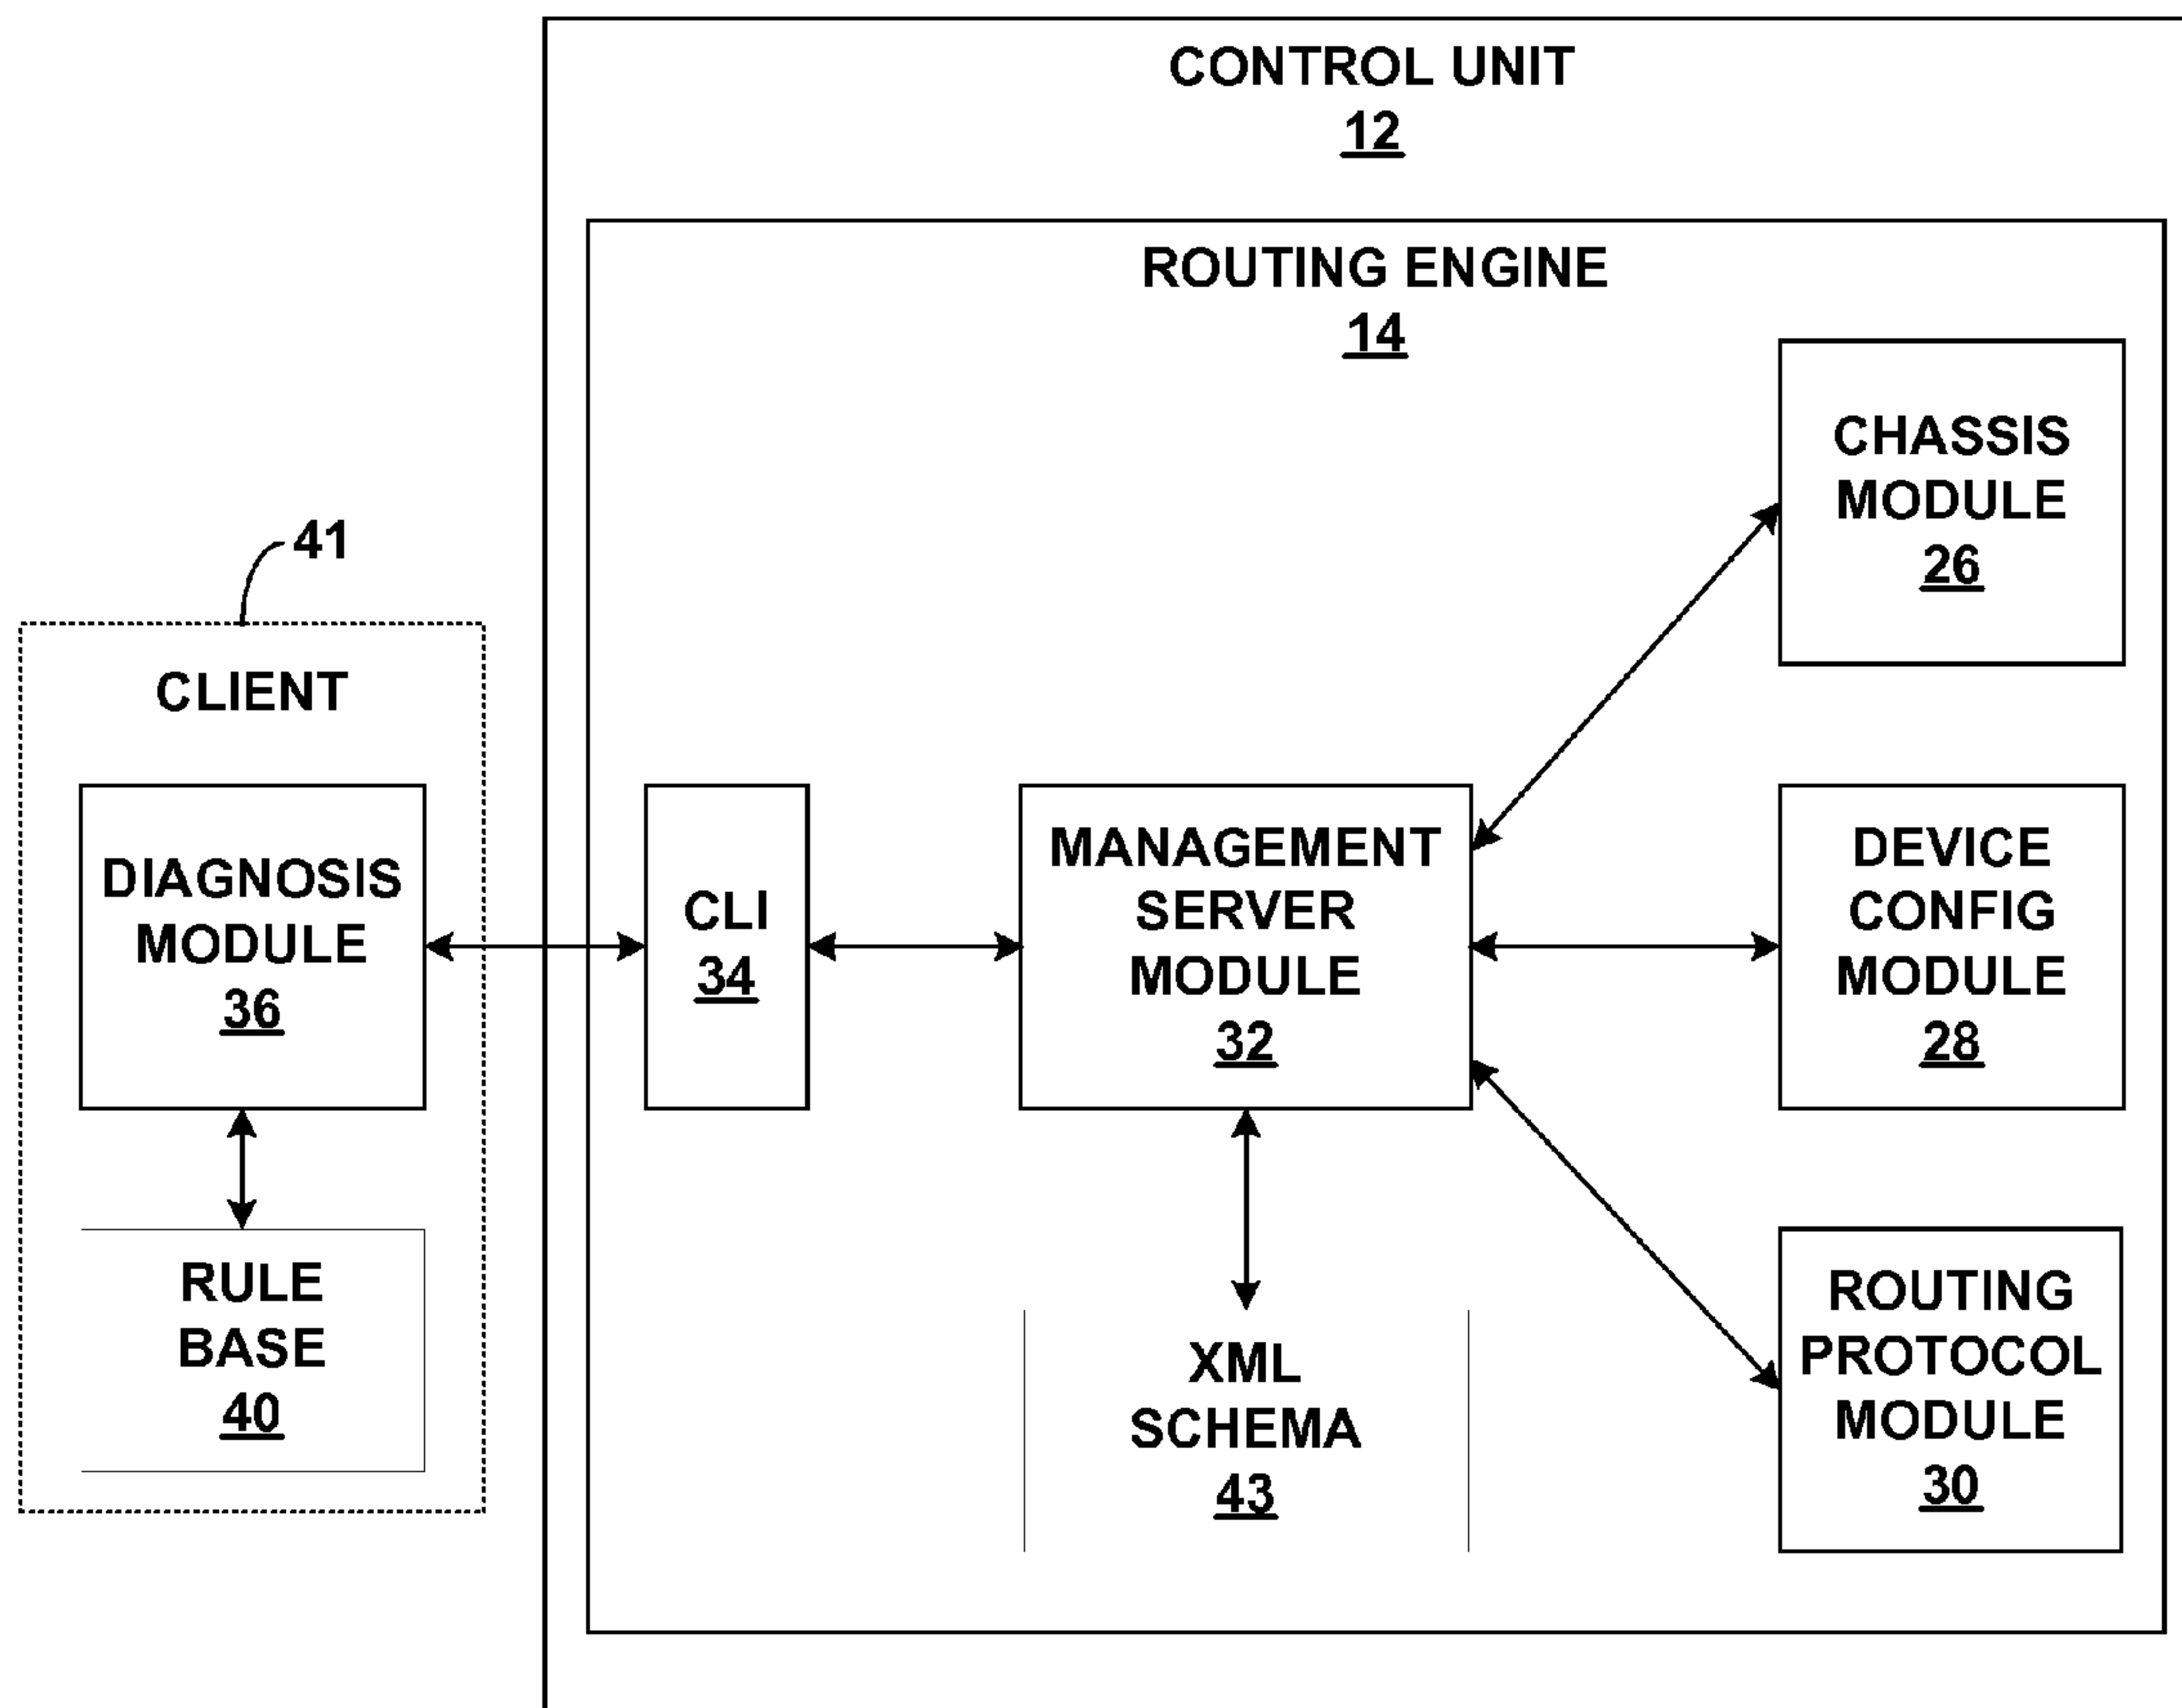 CONTROL UNIT
12
ROUTING ENGINE
14
CHASSIS
MODULE
26
41
CLIENT
DIAGNOSIS
MODULE
36
CLI
34
MANAGEMENT
SERVER
MODULE
32
DEVICE
CONFIG
MODULE
28
RULE
BASE
40
XML
SCHEMA
43
ROUTING
PROTOCOL
MODULE
30